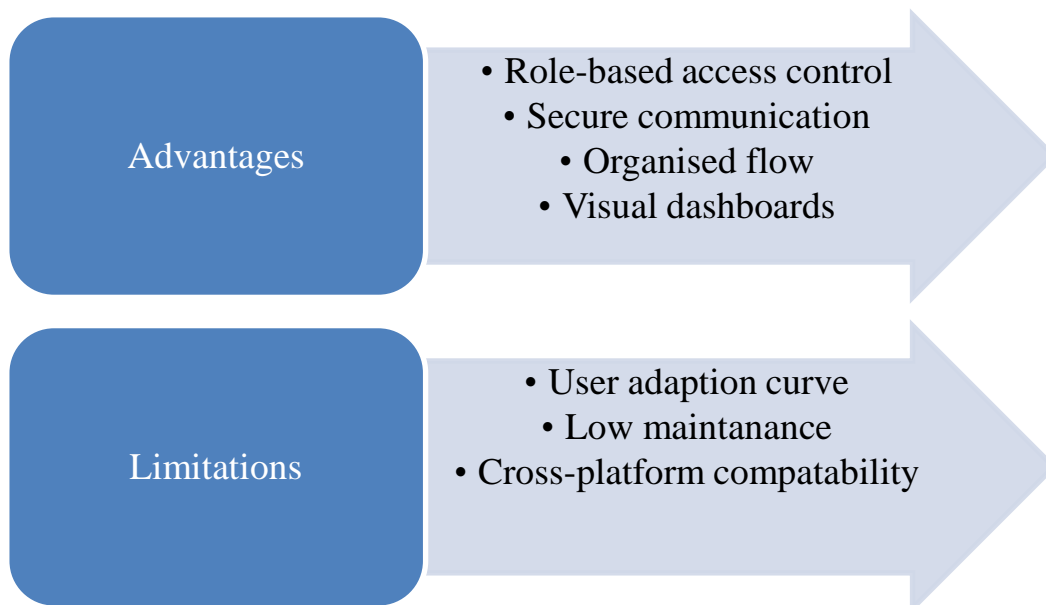 Advantages
• Role-based access control
• Secure communication
• Organised flow
• Visual dashboards
Limitations
• User adaption curve
• Low maintanance
• Cross-platform compatability